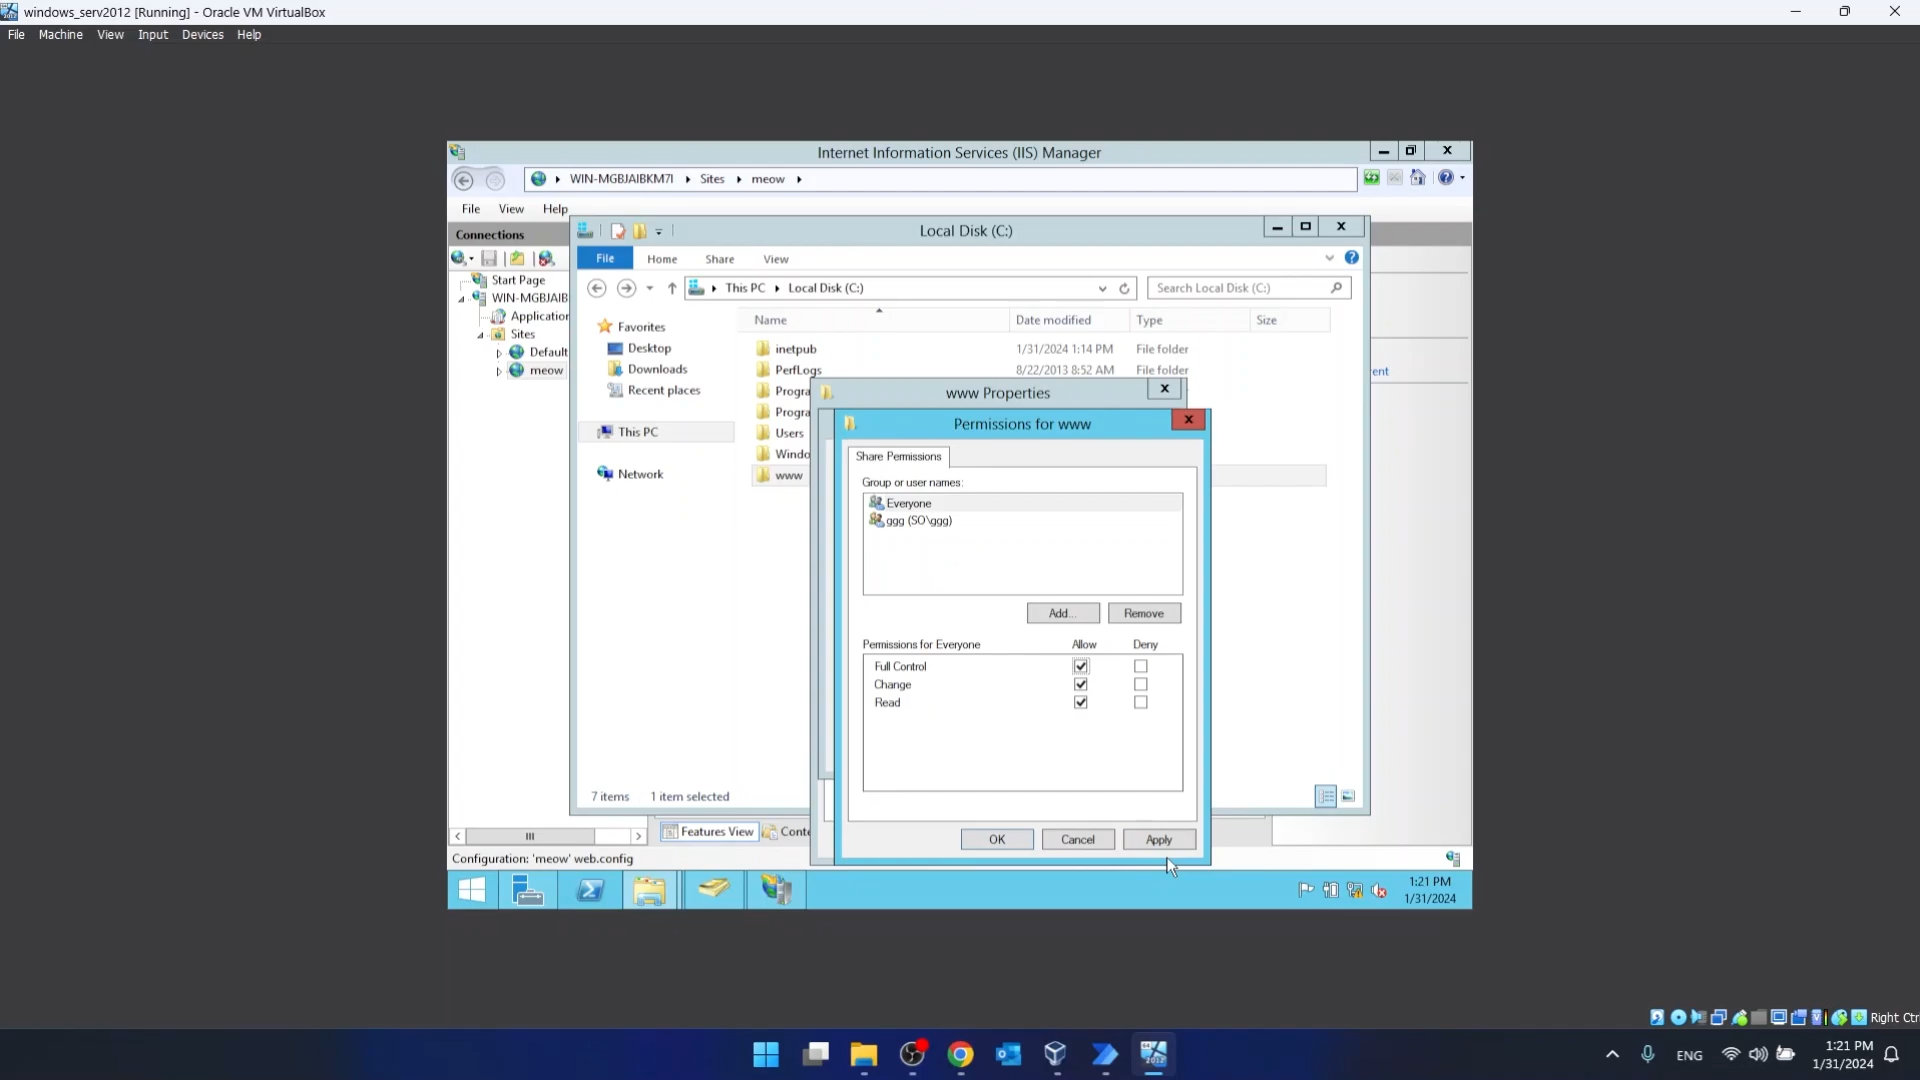 windows_serv2012 [Running] - Oracle VM VirtualBox
File Machine View Input Devices Help
Internet Information Services (IIS) Manager
WIN-MGBJAIBKM7I Sites meow
File View Help
Connections
Local Disk (C:)
File Home Share View
Start Page
This PC Local Disk (C:) Search Local Disk (C:)
WIN-MGBJAIB
Application
Sites
Default
meow
Name Date modified Type Size
Favorites
Desktop
Downloads
Recent places
This PC
Network
inetpub 1/31/2024 1:14 PM File folder
PerfLogs 8/22/2013 8:52 AM File folder
Progra
Progra
Users
Windo
www
ent
www Properties
Permissions for www
Share Permissions
Group or user names:
Everyone
ggg (SO\ggg)
Add... Remove
Permissions for Everyone Allow Deny
Full Control
Change
Read
OK Cancel Apply
7 items 1 item selected
Features View Conte
Configuration: 'meow' web.config
1:21 PM
1/31/2024
Right Ctr
ENG
1:21 PM
1/31/2024